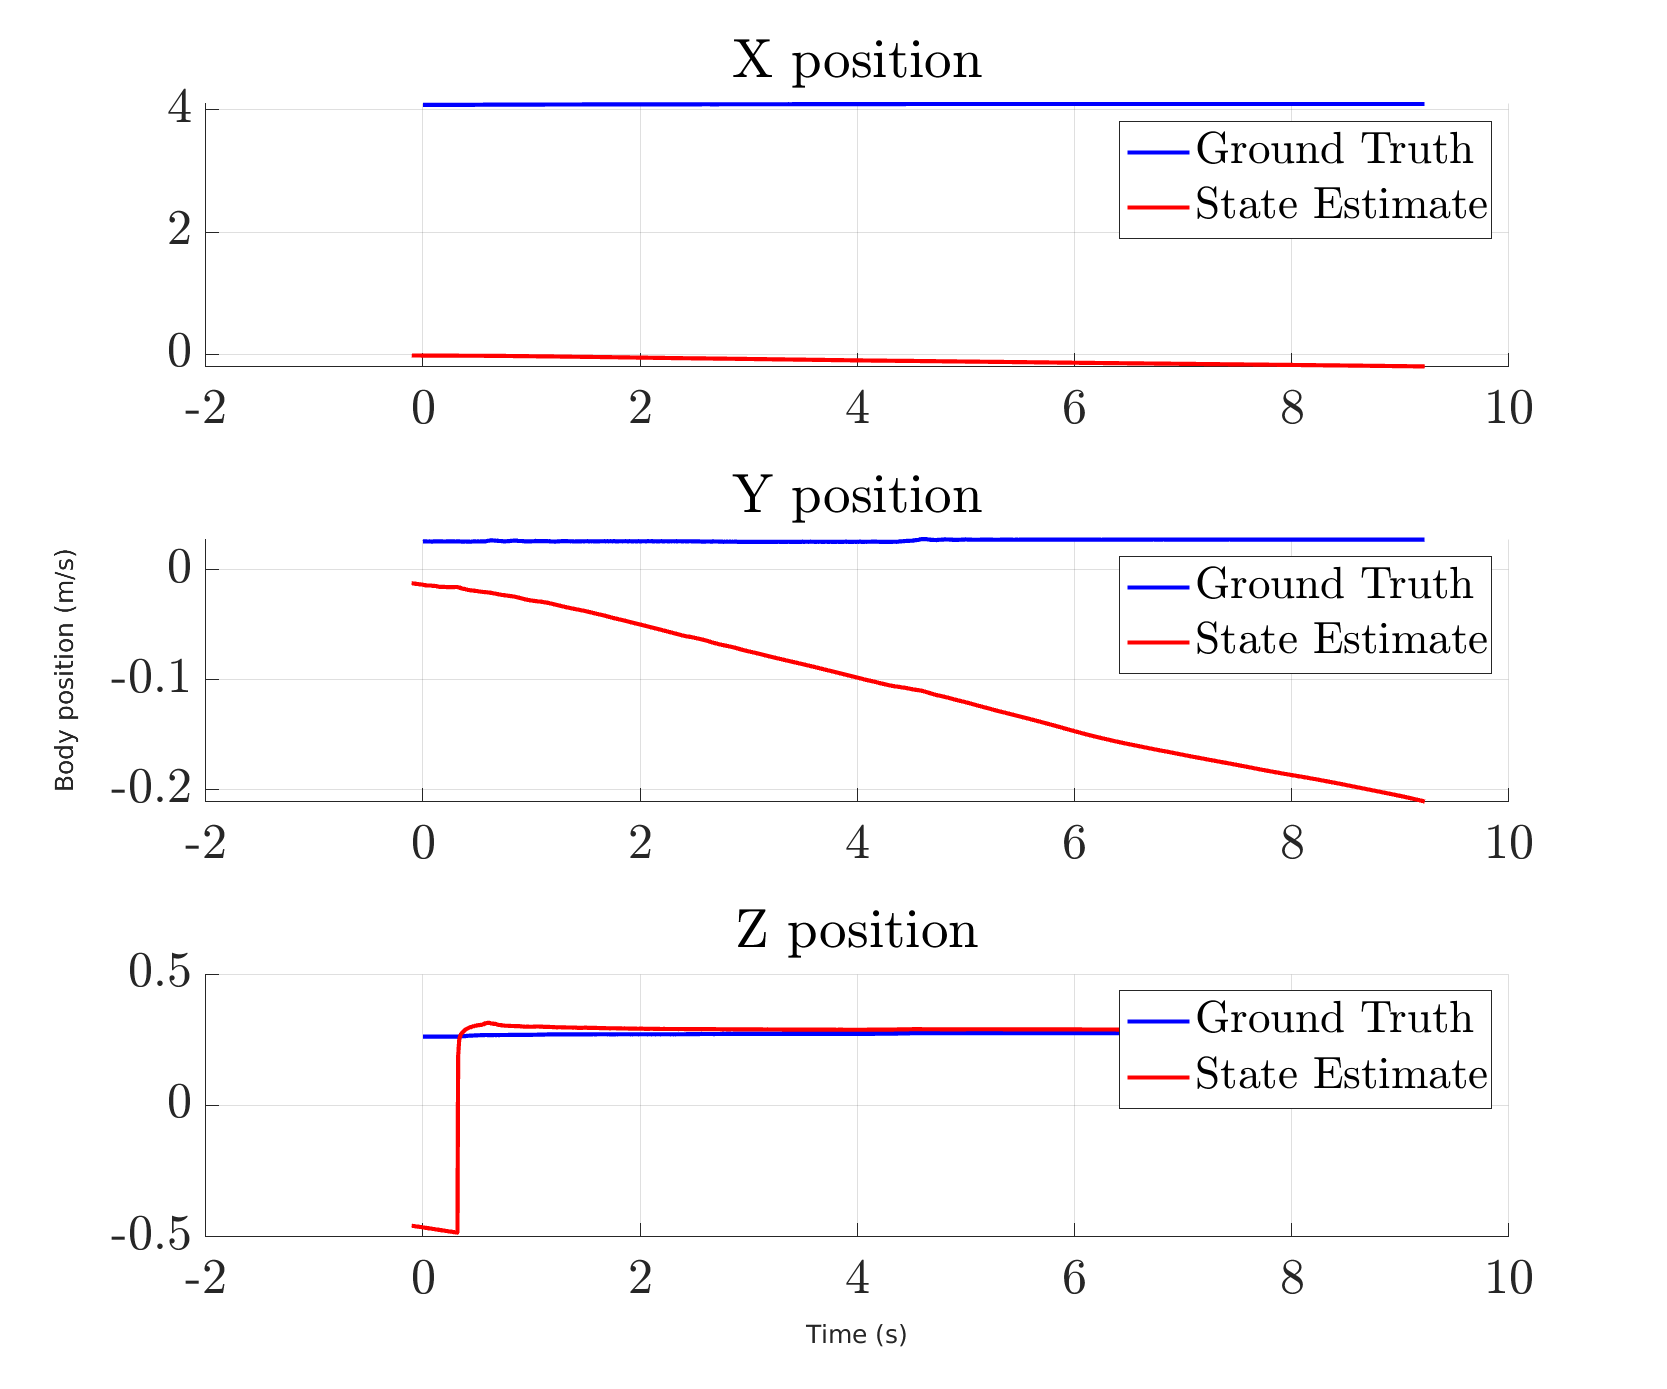 X position
4
2
0
Ground Truth
State Estimate
-2 0 2 4 6 8 10
Y position
Body position (m/s)
0
-0.1
-0.2
Ground Truth
State Estimate
-2 0 2 4 6 8 10
Z position
0.5
0
-0.5
Ground Truth
State Estimate
-2 0 2 4 6 8 10
Time (s)